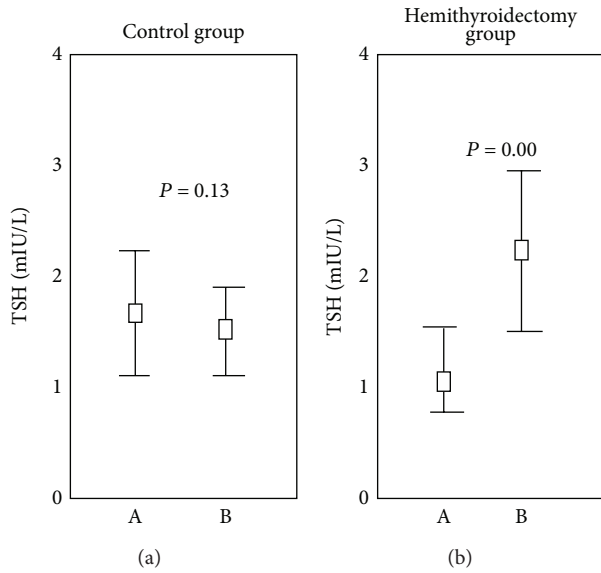 Control group
4
3
2
1
0
TSH (mIU/L)
P = 0.13
A B
(a)
Hemithyroidectomy
group
4
3
2
1
0
TSH (mIU/L)
P = 0.00
A B
(b)